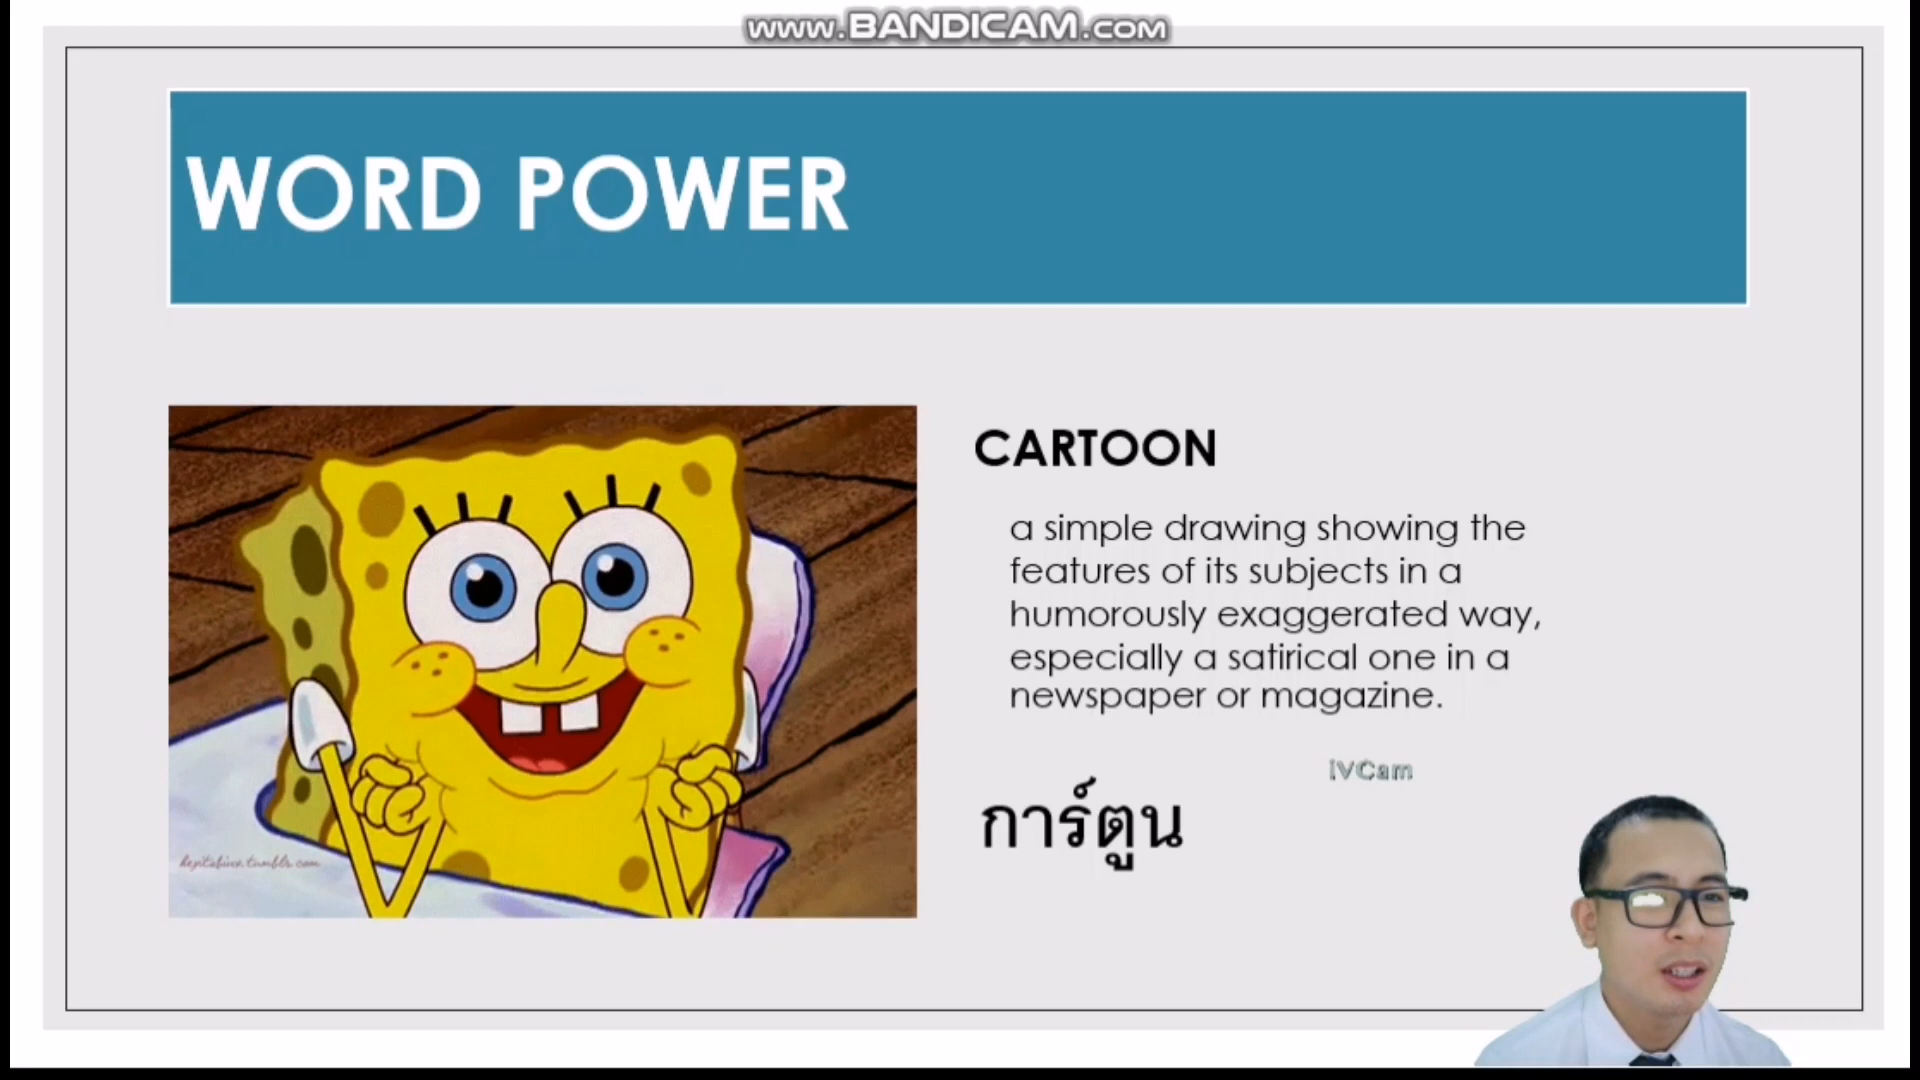 www.BANDICAM.com
WORD POWER
CARTOON
a simple drawing showing the
features of its subjects in a
humorously exaggerated way,
especially a satirical one in a
newspaper or magazine.
iVCam
การ์ตูน